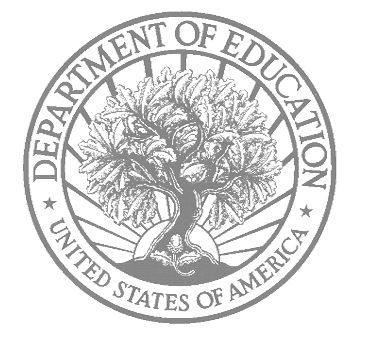 DEPARTMENT OF EDUCATION
★ UNITED STATES OF AMERICA ★